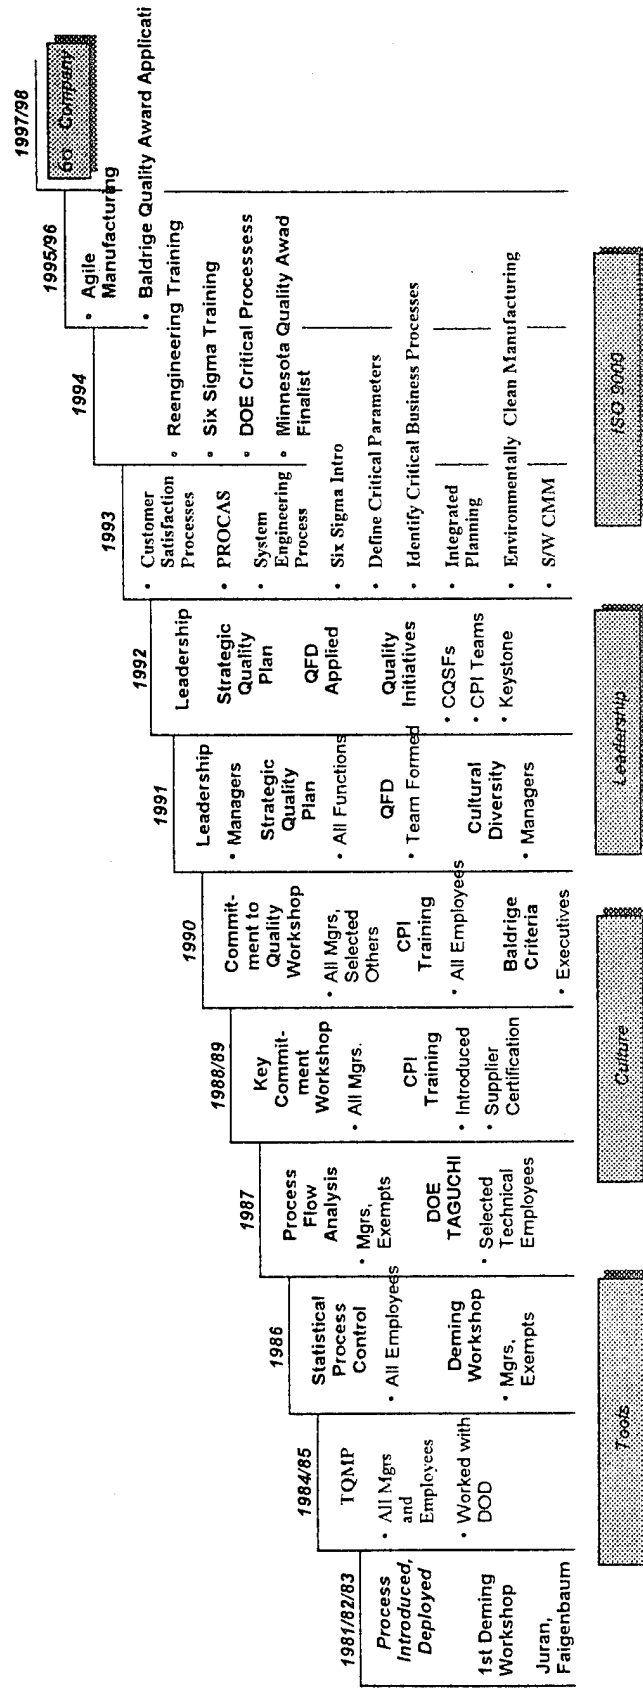 1981/82/83
Process
Introduced,
Deployed
1st Deming
Workshop
Juran,
Faigenbaum
1984/85
TQMP
• All Mgrs
and
Employees
• Worked with
DOD
1986
Statistical
Process
Control
• All Employees
Deming
Workshop
• Mgrs,
Exempts
1987
Process
Flow
Analysis
• Mgrs,
Exempts
DOE
TAGUCHI
• Selected
Technical
Employees
1988/89
Key
Commit-
ment
Workshop
• All Mgrs.
CPI
Training
• Introduced
• Supplier
Certification
1990
Commit-
ment to
Quality
Workshop
• All Mgrs,
Selected
Others
CPI
Training
• All Employees
Baldrige
Criteria
• Executives
1991
Leadership
• Managers
Strategic
Quality
Plan
• All Functions
QFD
• Team Formed
Cultural
Diversity
• Managers
1992
Leadership
Strategic
Quality
Plan
QFD
Applied
Quality
Initiatives
• CQSFs
• CPI Teams
• Keystone
1993
• Customer
Satisfaction
Processes
• PROCAS
• System
Engineering
Process
• Six Sigma Intro
• Define Critical Parameters
• Identify Critical Business Processes
• Integrated
Planning
• Environmentally Clean Manufacturing
• S/W CMM
1994
• Reengineering Training
• Six Sigma Training
• DOE Critical Processess
• Minnesota Quality Awad
Finalist
1995/96
• Agile
Manufacturing
• Baldrige Quality Award Applicati
1997/98
6σ Company
Tools
Culture
Leadership
ISO 9000